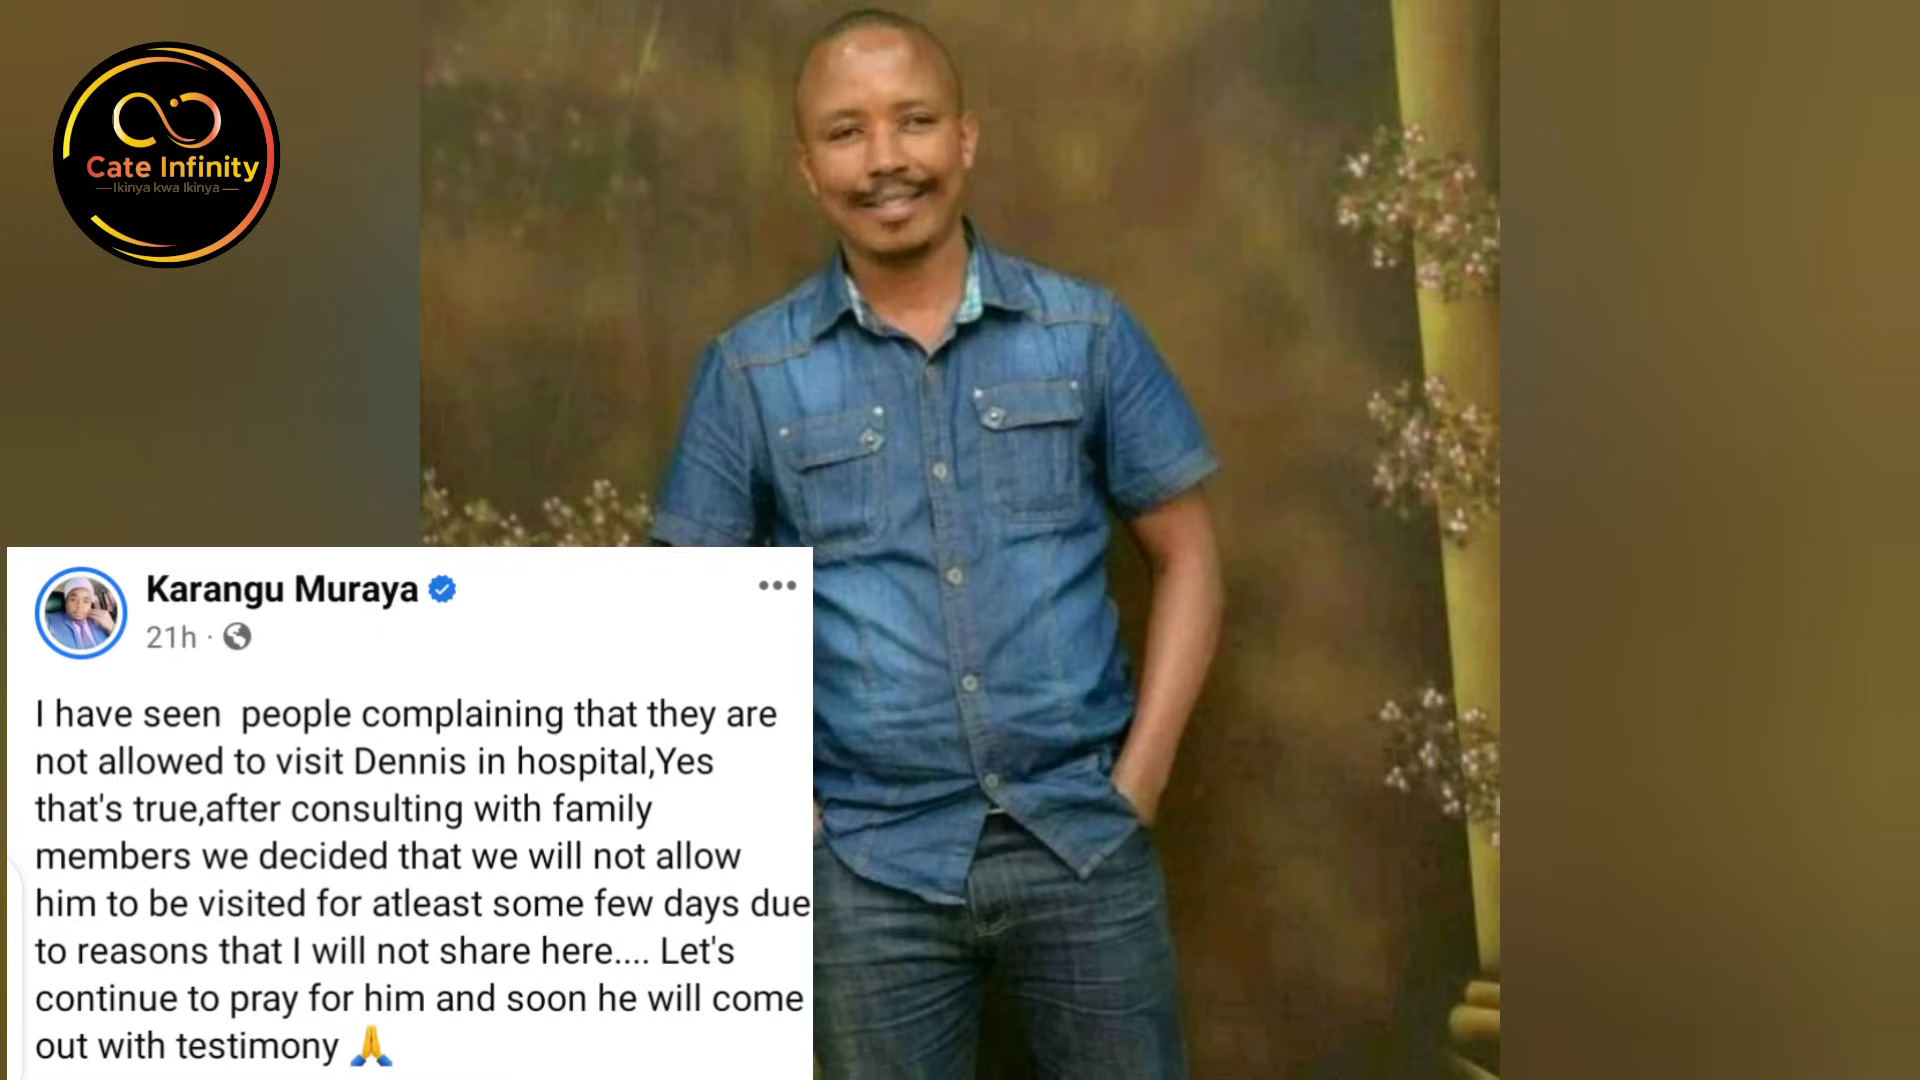 Cate Infinity
Ikinya kwa Ikinya
Karangu Muraya
21h ·
I have seen  people complaining that they are
not allowed to visit Dennis in hospital,Yes
that's true,after consulting with family
members we decided that we will not allow
him to be visited for atleast some few days due
to reasons that I will not share here.... Let's
continue to pray for him and soon he will come
out with testimony 🙏